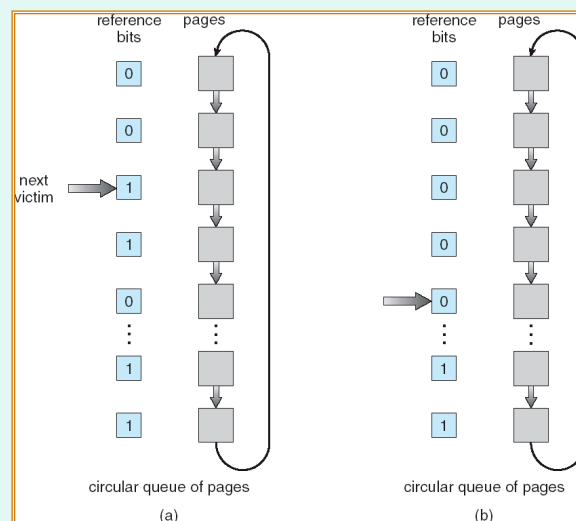 reference pages
bits
0
0
next
victim
1
1
0
1
1
circular queue of pages
(a)
reference pages
bits
0
0
0
0
0
1
1
circular queue of pages
(b)